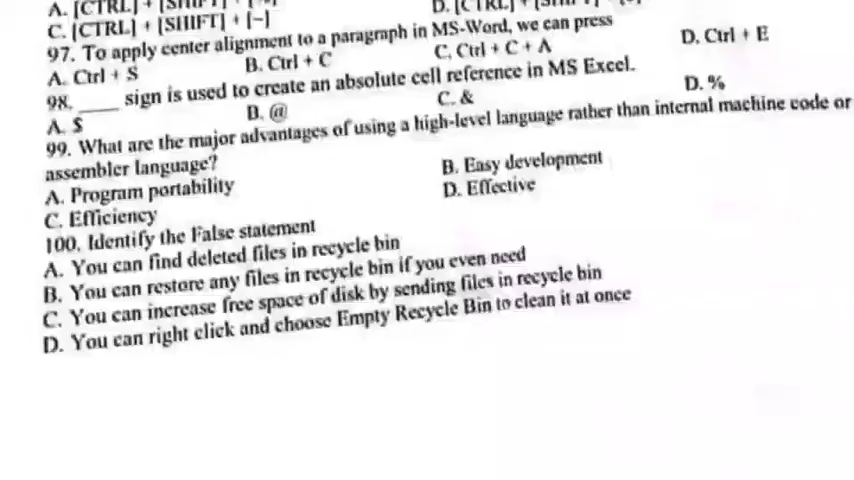 A. [CTRL] + [SHIFT] +
D. [CTRL] + [SHIFT] +
C. [CTRL] + [SHIFT] + [~]
97. To apply center alignment to a paragraph in MS-Word, we can press
A. Ctrl + S B. Ctrl + C C. Ctrl + C + A D. Ctrl + E
98. ____ sign is used to create an absolute cell reference in MS Excel.
A. $ B. @ C. & D. %
99. What are the major advantages of using a high-level language rather than internal machine code or
assembler language?
A. Program portability B. Easy development
C. Efficiency D. Effective
100. Identify the False statement
A. You can find deleted files in recycle bin
B. You can restore any files in recycle bin if you even need
C. You can increase free space of disk by sending files in recycle bin
D. You can right click and choose Empty Recycle Bin to clean it at once